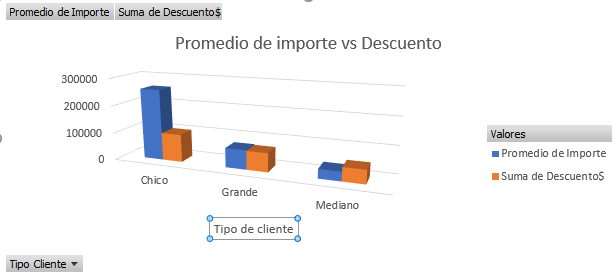 Promedio de Importe Suma de Descuento$
Promedio de importe vs Descuento
300000
200000
100000
0
Chico
Grande
Mediano
Tipo de cliente
Valores
Promedio de Importe
Suma de Descuento$
Tipo Cliente